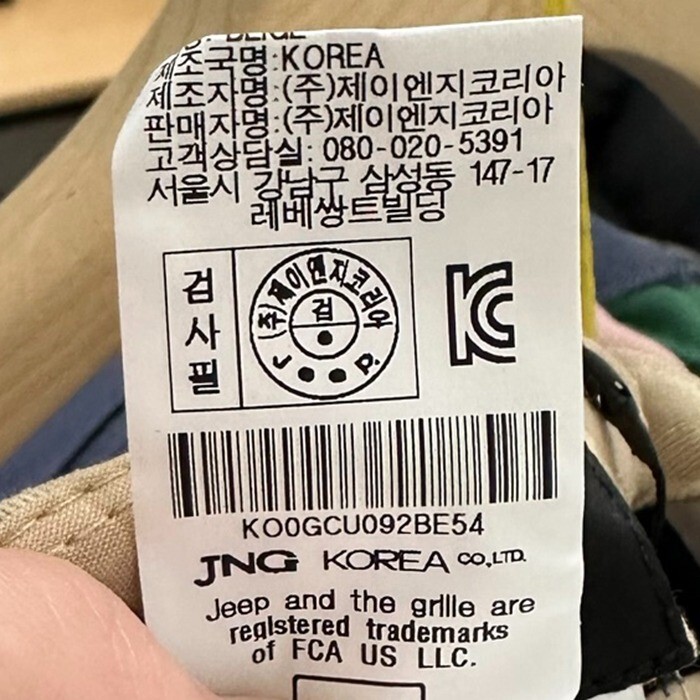 BEIGE
제조국명:KOREA
제조자명:(주)제이엔지코리아
판매자명:(주)제이엔지코리아
고객상담실: 080-020-5391
서울시 강남구 삼성동 147-17
레베쌍트빌딩
검사필
(주)제이엔지코리아
검
KC
KO0GCU092BE54
JNG KOREA CO.,LTD.
Jeep and the grille are
registered trademarks
of FCA US LLC.